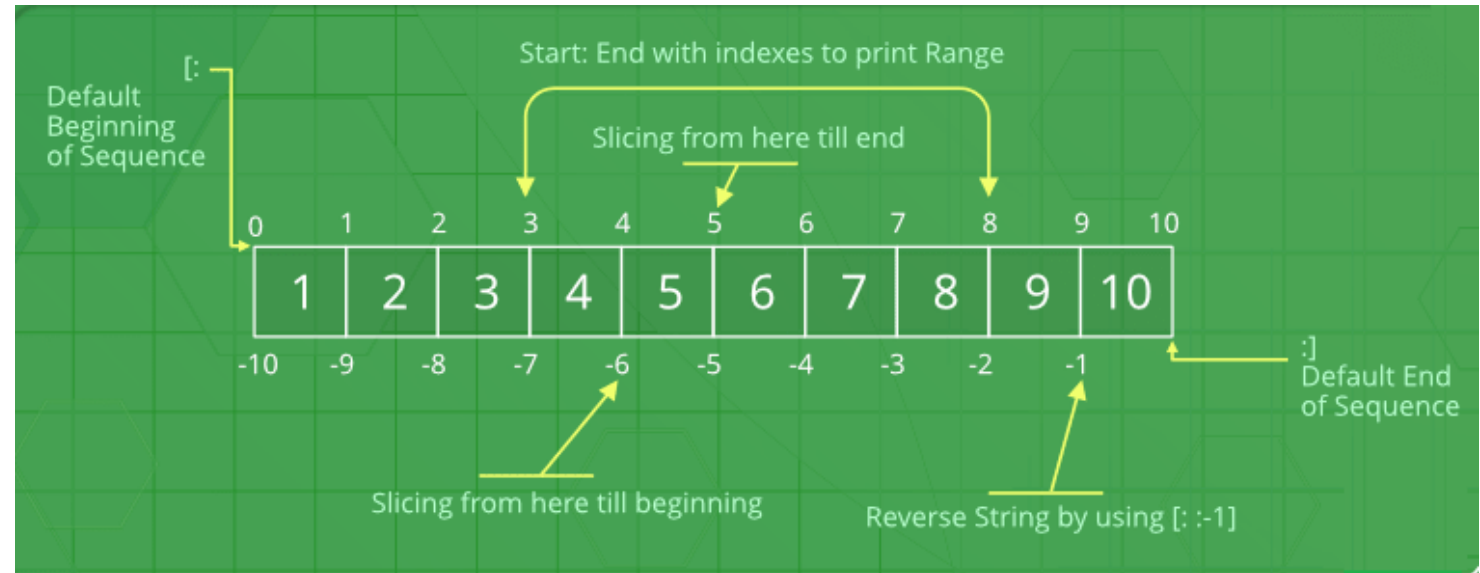 Start: End with indexes to print Range
[:
Default
Beginning
of Sequence
Slicing from here till end
0 1 2 3 4 5 6 7 8 9 10
1 2 3 4 5 6 7 8 9 10
-10 -9 -8 -7 -6 -5 -4 -3 -2 -1
:]
Default End
of Sequence
Slicing from here till beginning
Reverse String by using [: :-1]